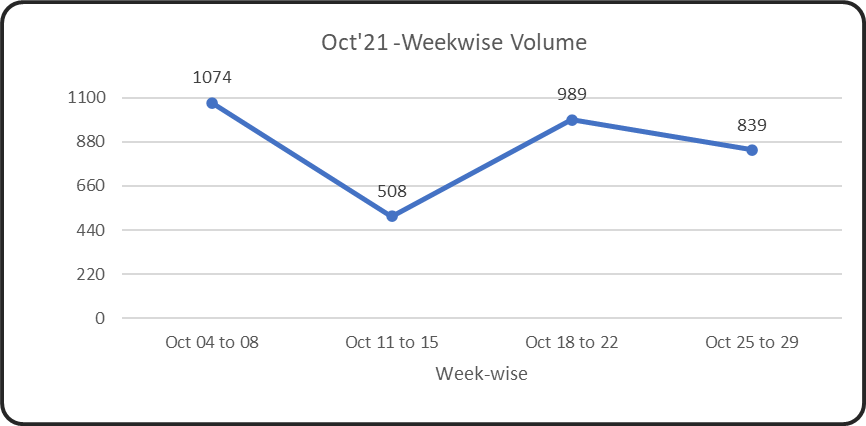 Oct'21 -Weekwise Volume
1074
989
839
508
1100
880
660
440
220
0
Oct 04 to 08
Oct 11 to 15
Oct 18 to 22
Oct 25 to 29
Week-wise